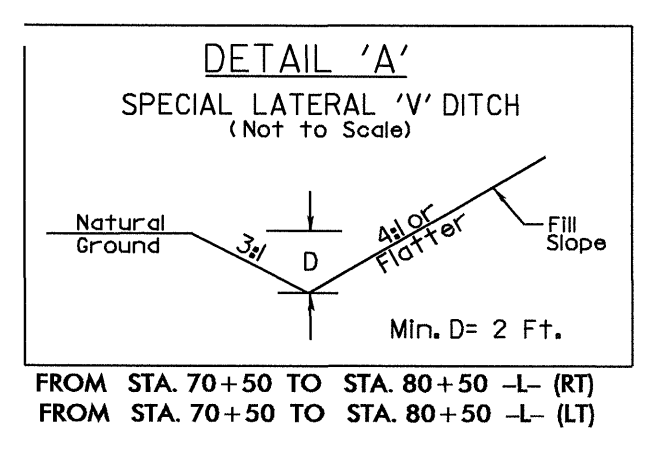 DETAIL 'A'
SPECIAL LATERAL 'V' DITCH
(Not to Scale)
Natural
Ground
3:1
D
4:1 or
Flatter
Fill
Slope
Min. D= 2 Ft.
FROM STA. 70+50 TO STA. 80+50 -L- (RT)
FROM STA. 70+50 TO STA. 80+50 -L- (LT)